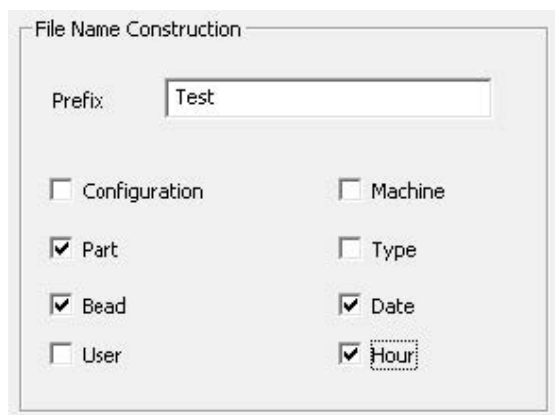 File Name Construction
Prefix Test
Configuration Machine
Part Type
Bead Date
User Hour